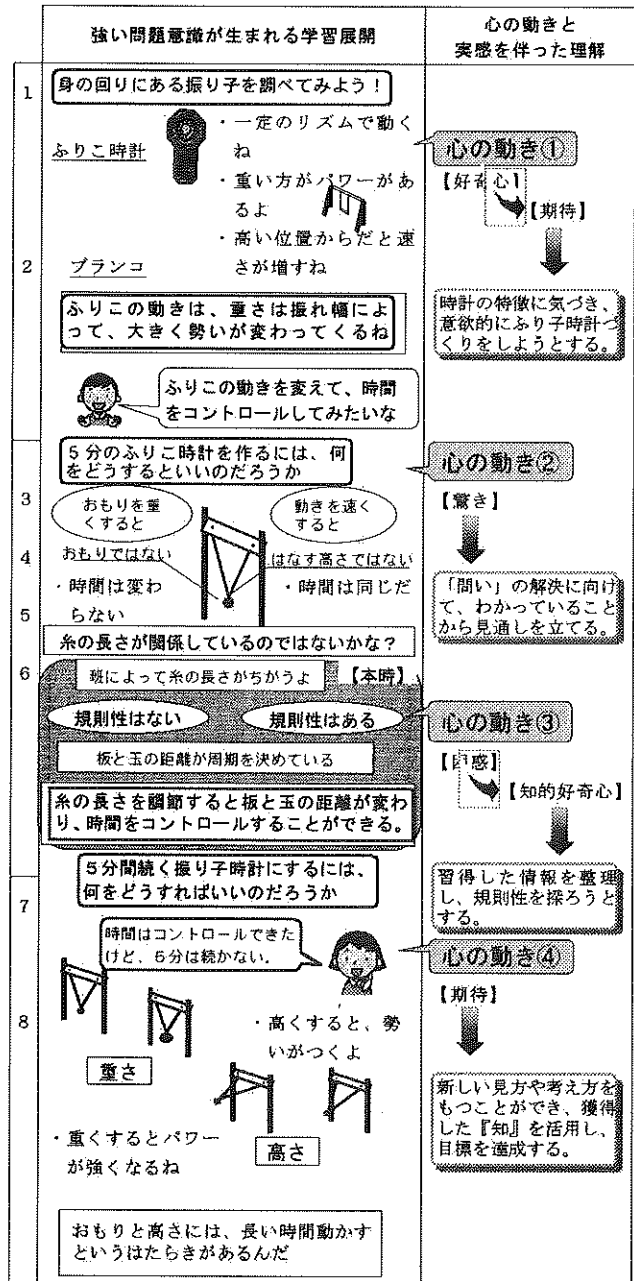 強い問題意識が生まれる学習展開
心の動きと
実感を伴った理解
1
身の回りにある振り子を調べてみよう！
ふりこ時計
・一定のリズムで動く
ね
・重い方がパワーがあ
るよ
・高い位置からだと速
さが増すね
2
ブランコ
ふりこの動きは、重さは振れ幅によ
って、大きく勢いが変わってくるね
ふりこの動きを変えて、時間
をコントロールしてみたいな
心の動き①
【好奇心】
【期待】
時計の特徴に気づき、
意欲的にふり子時計づ
くりをしようとする。
5分のふりこ時計を作るには、何
をどうするといいのだろうか
3
おもりを重
くすると
動きを速く
すると
4
おもりではない
はなす高さではない
・時間は変わ
らない
・時間は同じだ
5
糸の長さが関係しているのではないかな？
心の動き②
【驚き】
「問い」の解決に向け
て、わかっていること
から見通しを立てる。
6
班によって糸の長さがちがうよ
【本時】
規則性はない
規則性はある
板と玉の距離が周期を決めている
糸の長さを調節すると板と玉の距離が変わ
り、時間をコントロールすることができる。
心の動き③
【困惑】
【知的好奇心】
習得した情報を整理
し、規則性を探ろうと
する。
5分間続く振り子時計にするには、
何をどうすればいいのだろうか
7
時間はコントロールできた
けど、5分は続かない.
8
・高くすると、勢
いがつくよ
重さ
・重くするとパワー
が強くなるね
高さ
おもりと高さには、長い時間動かす
というはたらきがあるんだ
心の動き④
【期待】
新しい見方や考え方を
もつことができ、獲得
した『知』を活用し、
目標を達成する。